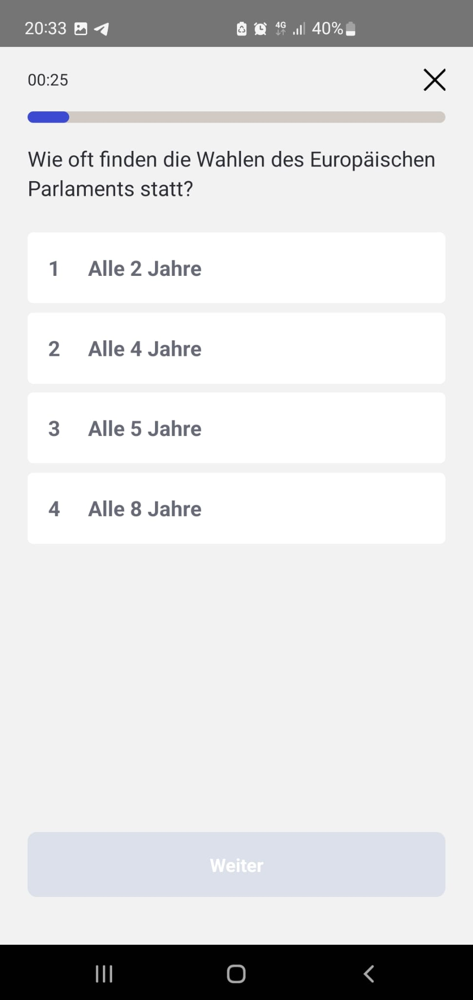 20:33 4G 40%
00:25
Wie oft finden die Wahlen des Europäischen
Parlaments statt?
1 Alle 2 Jahre
2 Alle 4 Jahre
3 Alle 5 Jahre
4 Alle 8 Jahre
Weiter